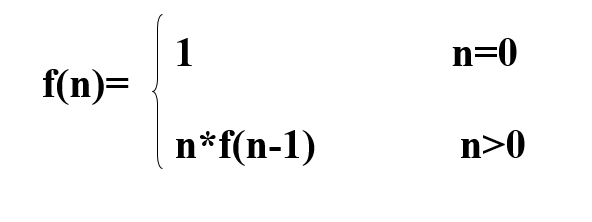 1 n=0
f(n)=
n*f(n-1) n>0